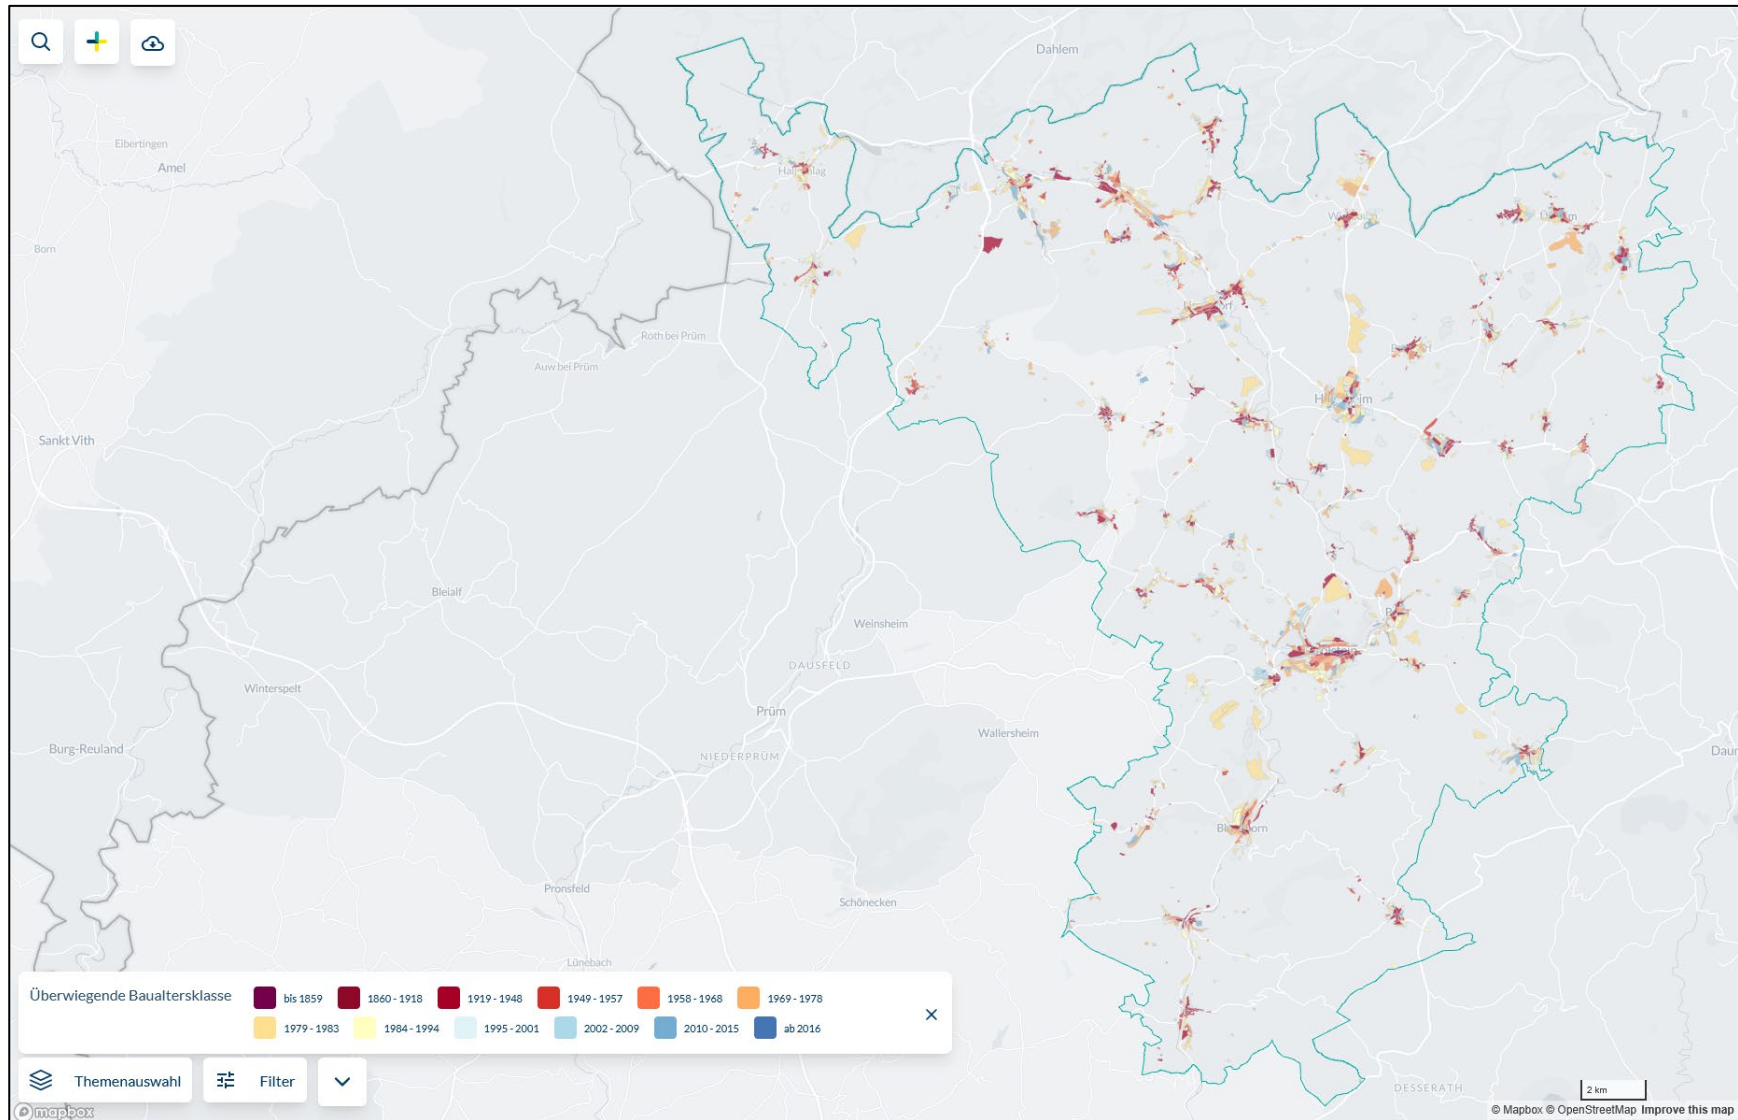 Dahlem
Eibertingen
Amel
Born
Roth bei Prüm
Auw bei Prüm
Sankt Vith
Bleialf
Weinsheim
DAUSFELD
Winterspelt
Prüm
Wallersheim
Burg-Reuland
NIEDERPRÜM
Daun
Pronsfeld
Schönecken
Lünebach
Überwiegende Baualtersklasse
bis 1859
1860 - 1918
1919 - 1948
1949 - 1957
1958 - 1968
1969 - 1978
1979 - 1983
1984 - 1994
1995 - 2001
2002 - 2009
2010 - 2015
ab 2016
Themenauswahl
Filter
DESSERATH
2 km
mapbox
© Mapbox © OpenStreetMap Improve this map